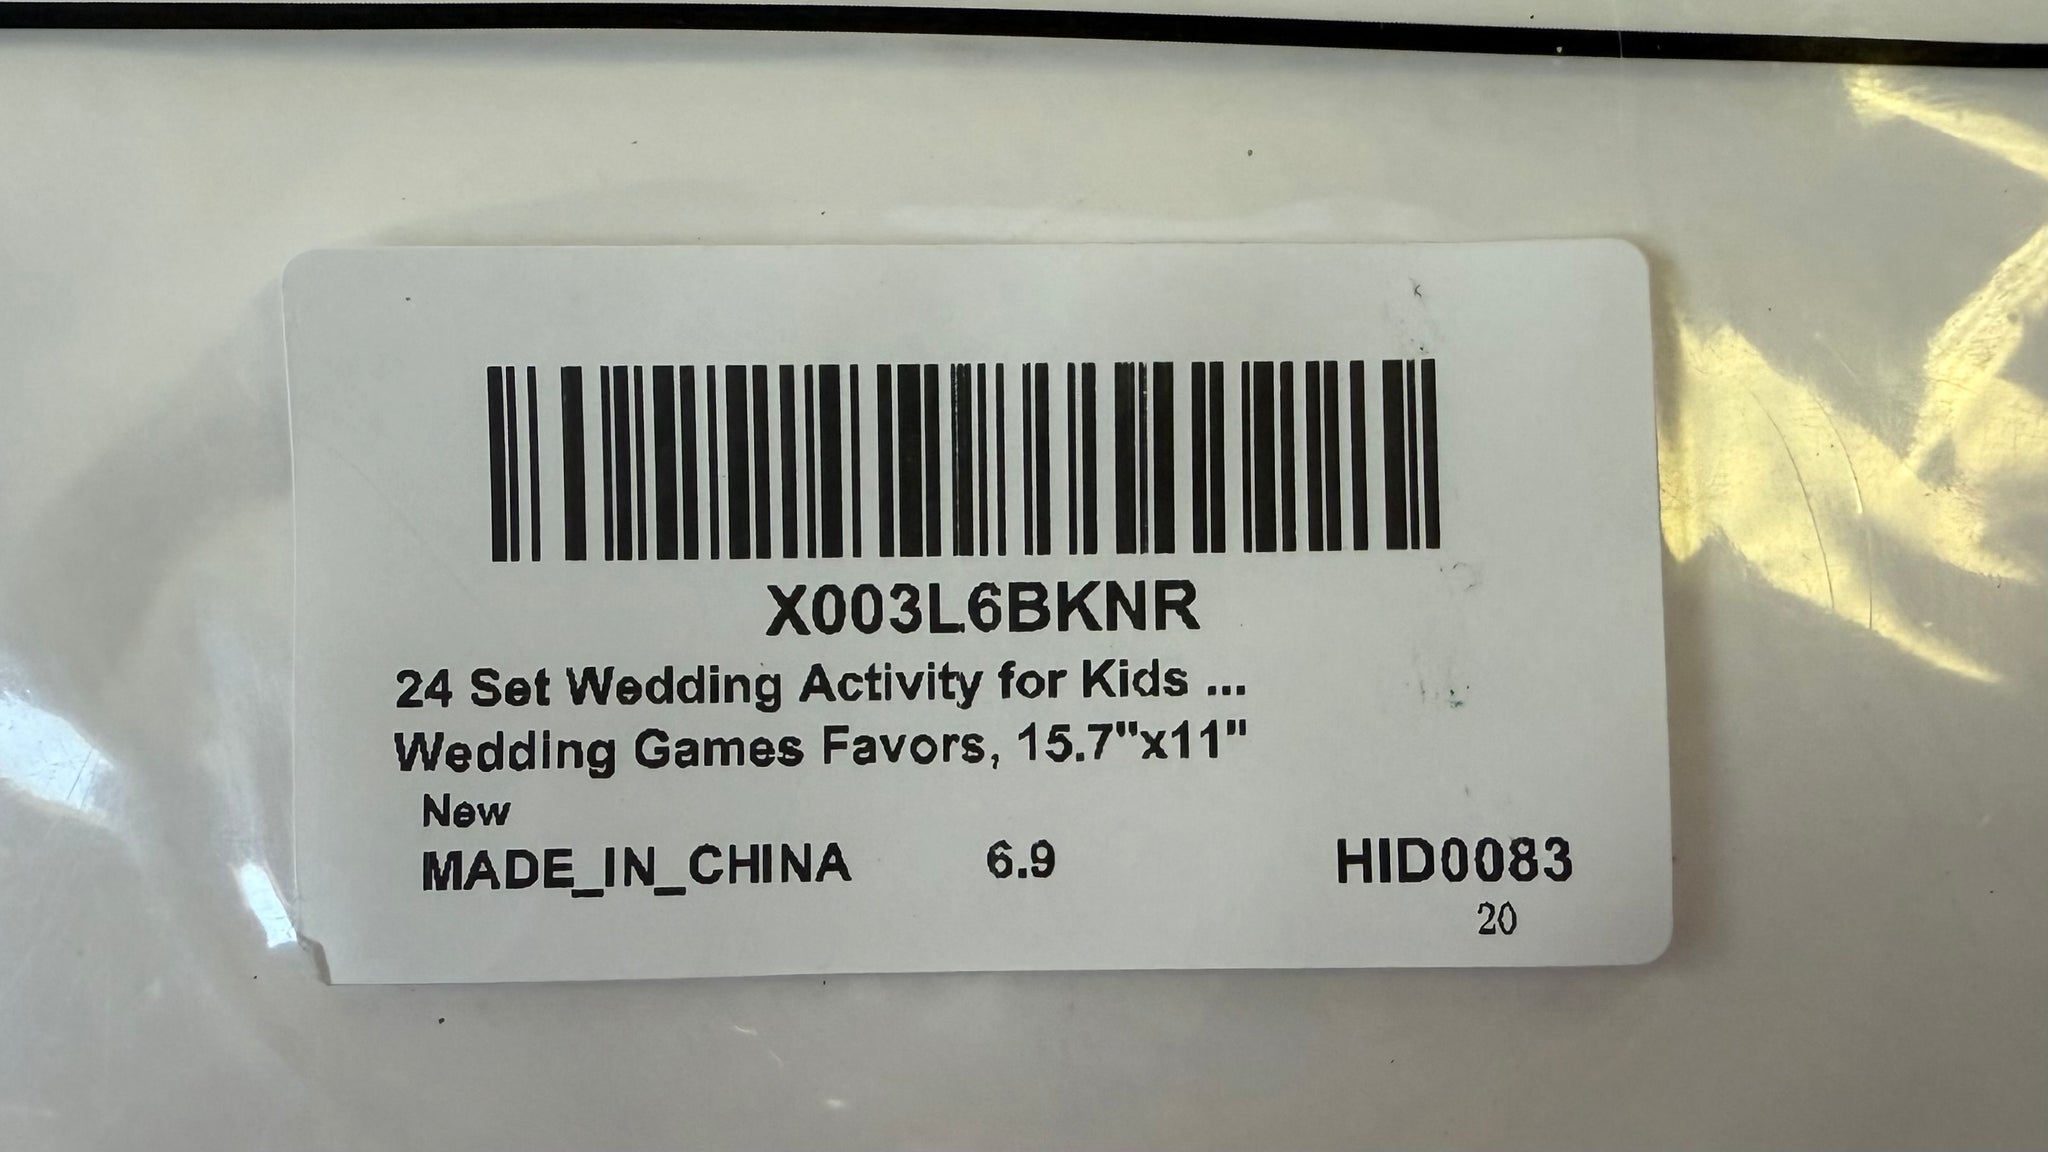 X003L6BKNR
24 Set Wedding Activity for Kids ...
Wedding Games Favors, 15.7"x11"
New
MADE_IN_CHINA 6.9 HID0083
20